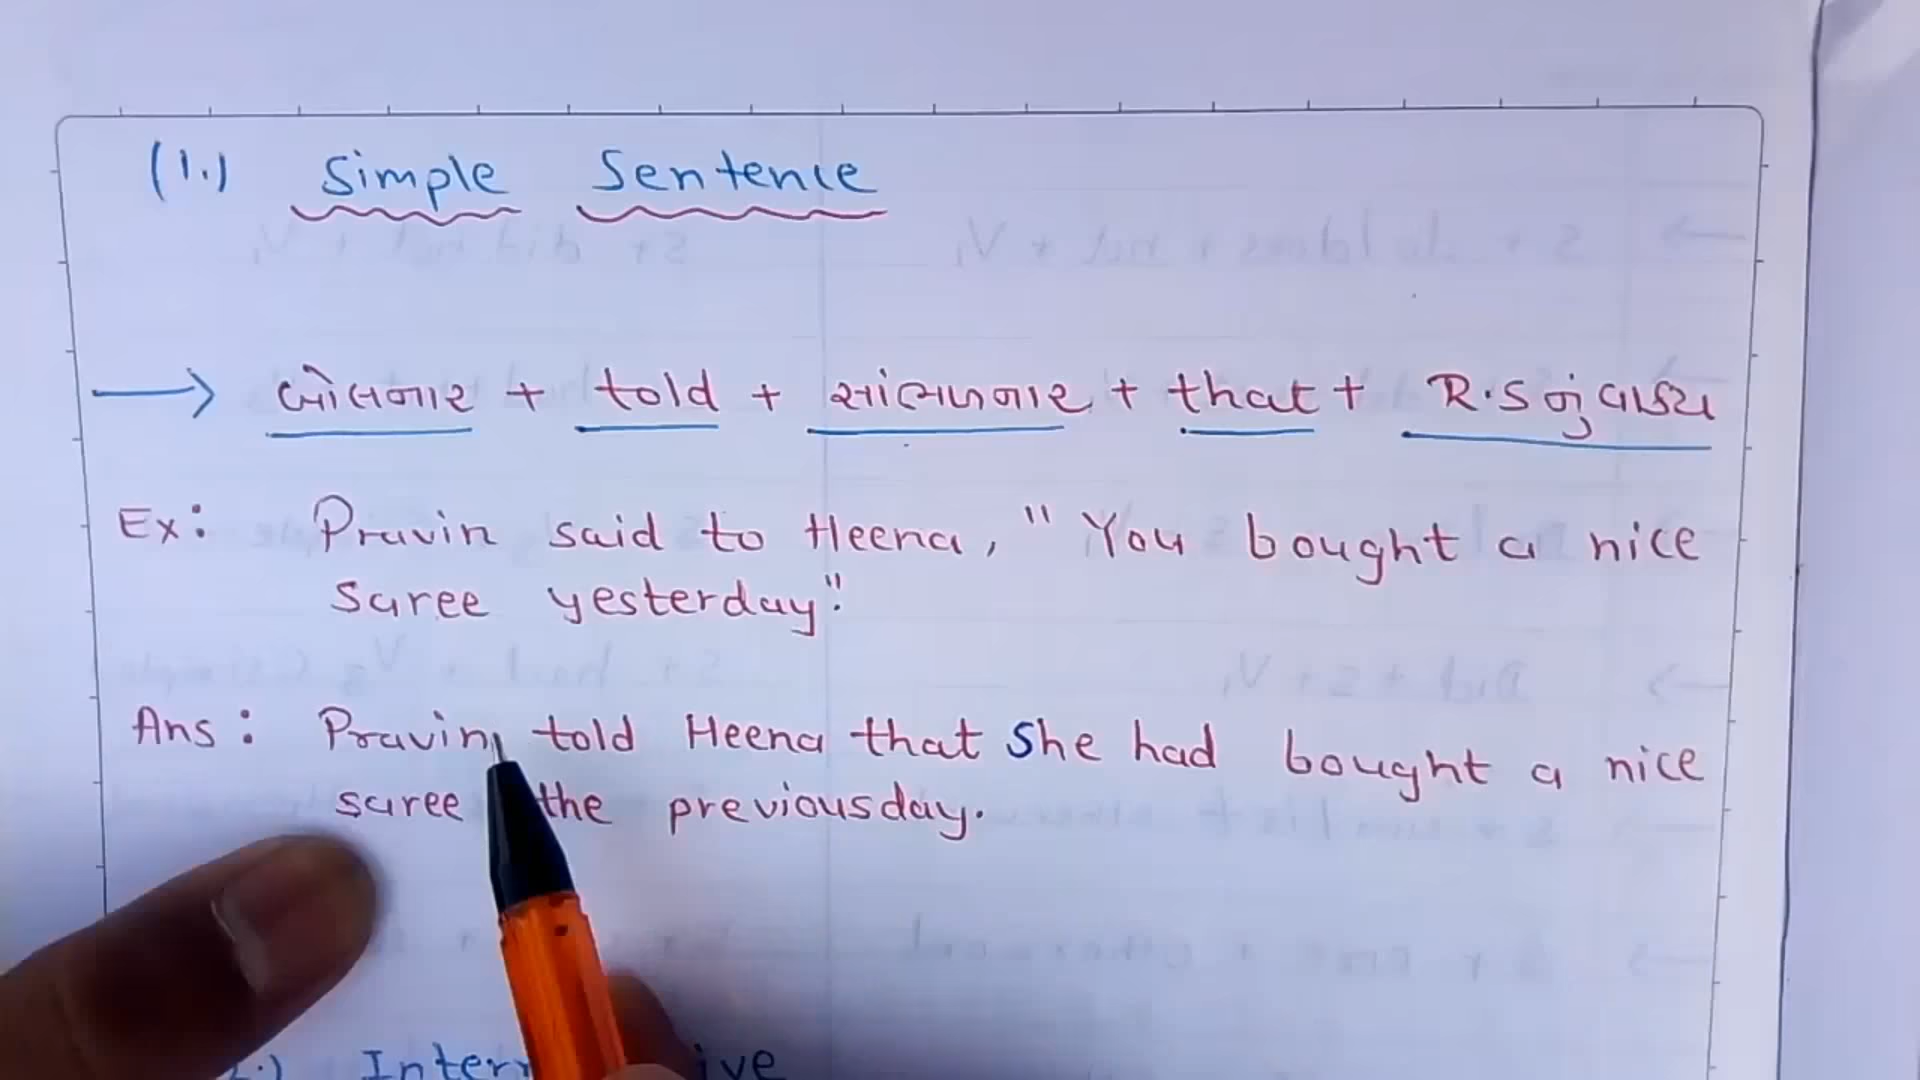 (1.) Simple Sentence
→ બોલનાર + told + સાંભળનાર + that + R.S નું વાક્ય
Ex: Pravin said to Heena, "You bought a nice
saree yesterday."
Ans: Pravin told Heena that She had bought a nice
saree the previousday.